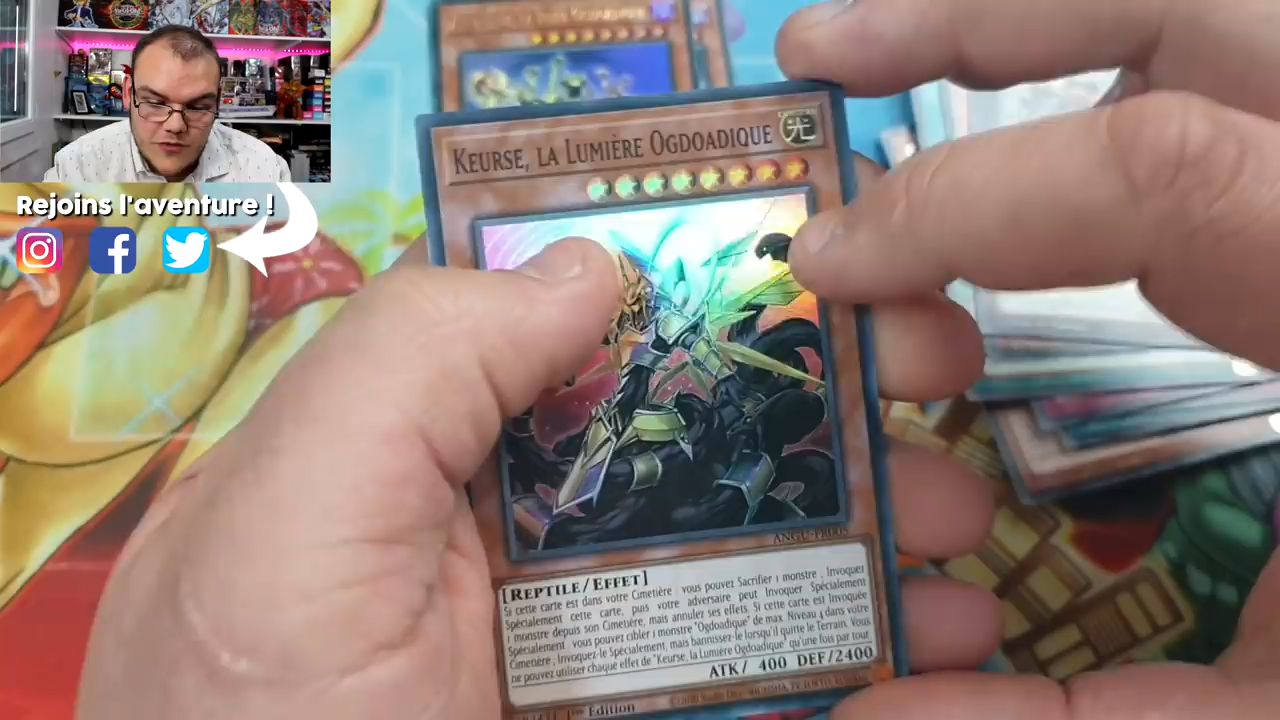 Rejoins l'aventure !
KEURSE, LA LUMIÈRE OGDOADIQUE
光
[REPTILE/EFFET]
Si cette carte est dans votre Cimetière : vous pouvez Sacrifier 1 monstre ; Invoquez
Spécialement cette carte, puis votre adversaire peut Invoquer Spécialement
1 monstre depuis son Cimetière, mais annuler ses effets. Si cette carte est Invoquée
Spécialement : vous pouvez cibler 1 monstre "Ogdoadique" de max. Niveau 4 dans votre
Cimetière ; Invoquez-le Spécialement, mais bannissez-le lorsqu'il quitte le Terrain. Vous
ne pouvez utiliser chaque effet de "Keurse, la Lumière Ogdoadique" qu'une fois par tour.
ATK/ 400 DEF/2400
1ère Edition